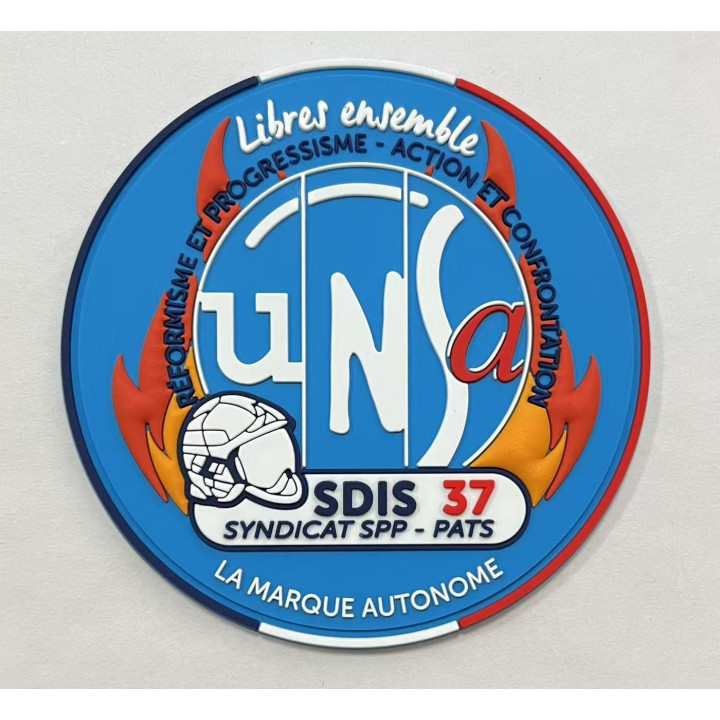 Libres ensemble
RÉFORMISME ET PROGRESSISME - ACTION ET CONFRONTATION
uNSa
SDIS 37
SYNDICAT SPP - PATS
LA MARQUE AUTONOME